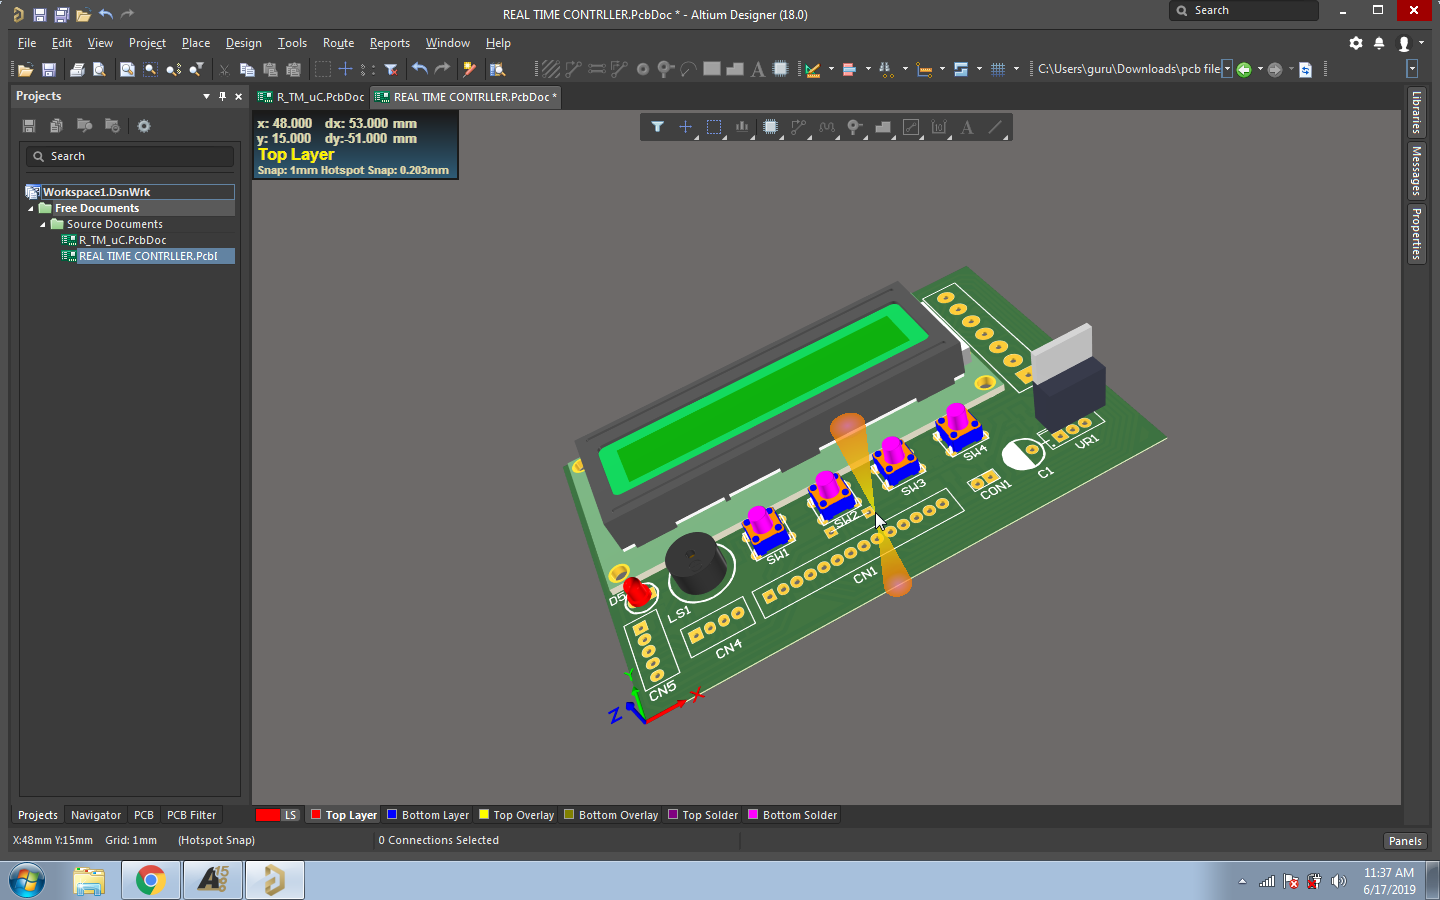 REAL TIME CONTRLLER.PcbDoc * - Altium Designer (18.0)
Search
File Edit View Project Place Design Tools Route Reports Window Help
C:\Users\guru\Downloads\pcb file
Projects
R_TM_uC.PcbDoc
REAL TIME CONTRLLER.PcbDoc *
x: 48.000 dx: 53.000 mm
y: 15.000 dy:-51.000 mm
Top Layer
Snap: 1mm Hotspot Snap: 0.203mm
Search
Workspace1.DsnWrk
Free Documents
Source Documents
R_TM_uC.PcbDoc
REAL TIME CONTRLLER.Pcb
Libraries
Messages
Properties
VR1
C1
CON1
SW4
SW3
SW2
SW1
CN1
LS1
D5
CN4
CN5
Y
X
Z
Projects Navigator PCB PCB Filter
LS Top Layer Bottom Layer Top Overlay Bottom Overlay Top Solder Bottom Solder
X:48mm Y:15mm Grid: 1mm (Hotspot Snap) 0 Connections Selected
Panels
11:37 AM
6/17/2019